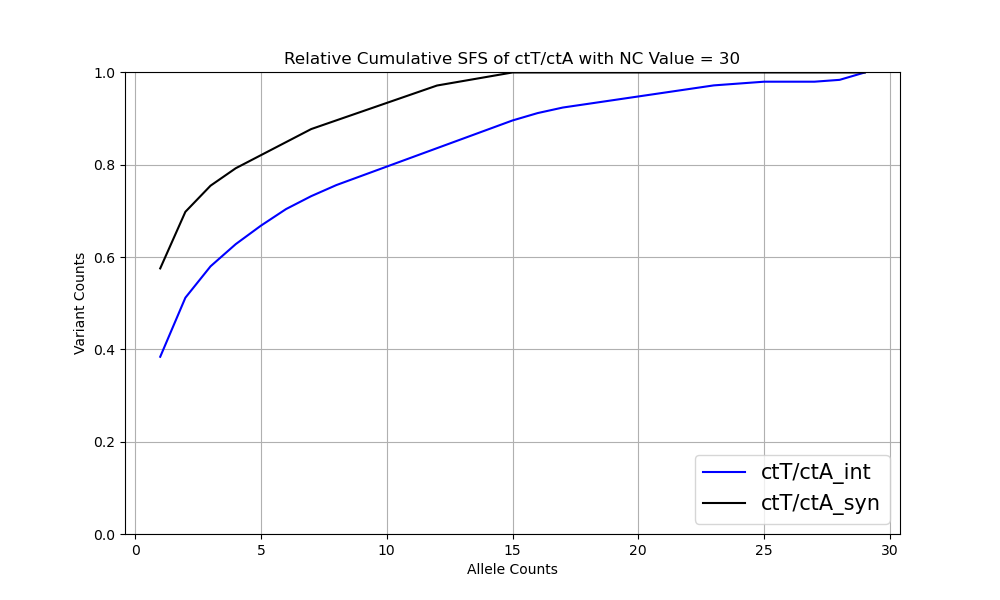 Relative Cumulative SFS of ctT/ctA with NC Value = 30
Variant Counts
1.0
0.8
0.6
0.4
0.2
0.0
0 5 10 15 20 25 30
Allele Counts
ctT/ctA_int
ctT/ctA_syn